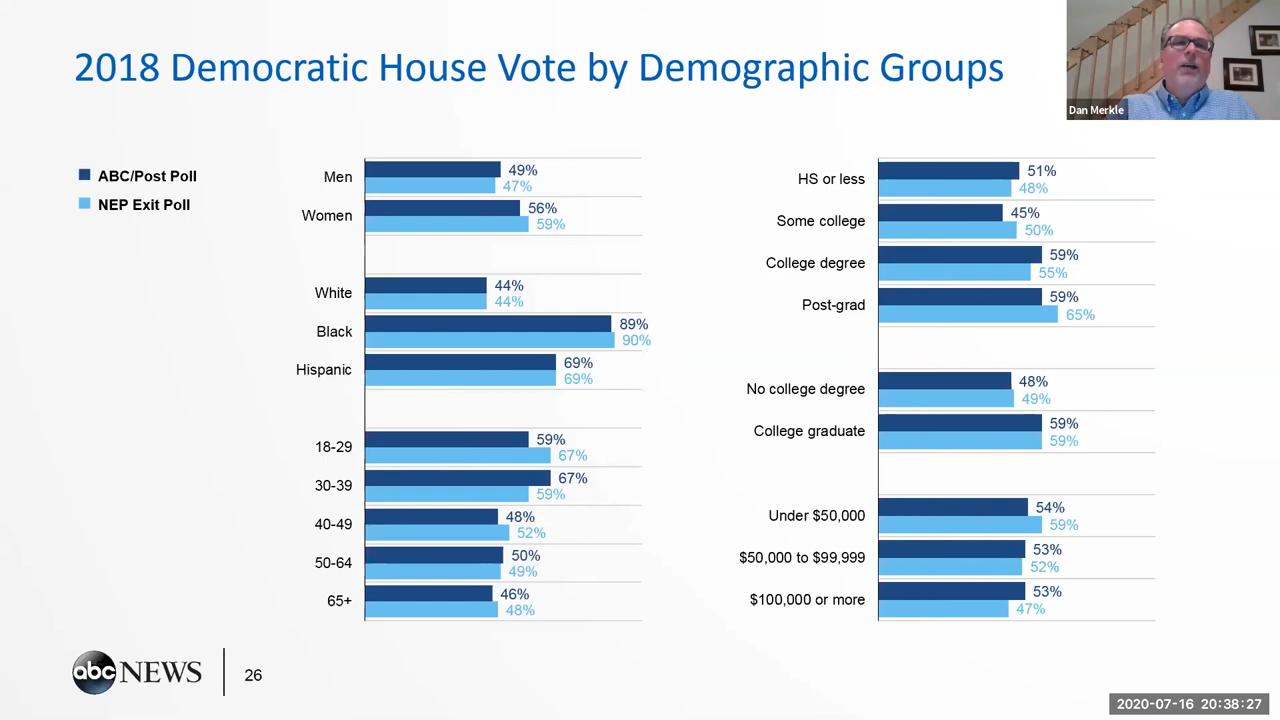 2018 Democratic House Vote by Demographic Groups
Dan Merkle
ABC/Post Poll
NEP Exit Poll
Men
49%
47%
Women
56%
59%
White
44%
44%
Black
89%
90%
Hispanic
69%
69%
18-29
59%
67%
30-39
67%
59%
40-49
48%
52%
50-64
50%
49%
65+
46%
48%
HS or less
51%
48%
Some college
45%
50%
College degree
59%
55%
Post-grad
59%
65%
No college degree
48%
49%
College graduate
59%
59%
Under $50,000
54%
59%
$50,000 to $99,999
53%
52%
$100,000 or more
53%
47%
abc NEWS
26
2020-07-16 20:38:27